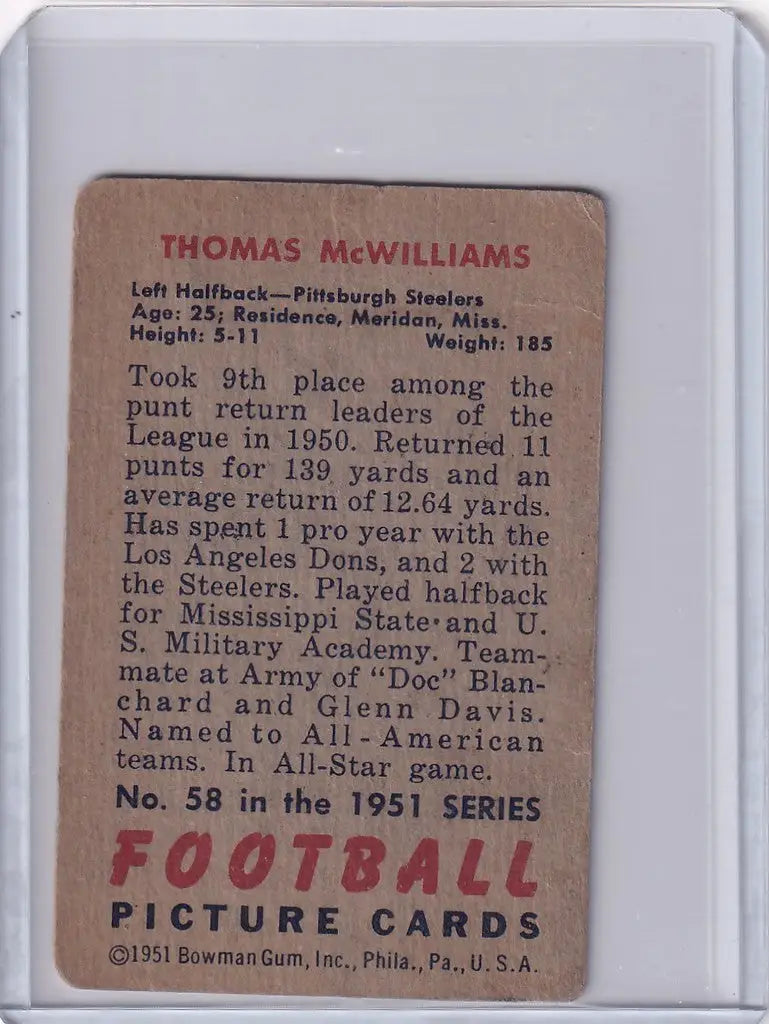 THOMAS McWILLIAMS
Left Halfback—Pittsburgh Steelers
Age: 25; Residence, Meridan, Miss.
Height: 5-11 Weight: 185
Took 9th place among the
punt return leaders of the
League in 1950. Returned 11
punts for 139 yards and an
average return of 12.64 yards.
Has spent 1 pro year with the
Los Angeles Dons, and 2 with
the Steelers. Played halfback
for Mississippi State and U.
S. Military Academy. Team-
mate at Army of “Doc” Blan-
chard and Glenn Davis.
Named to All-American
teams. In All-Star game.
No. 58 in the 1951 SERIES
FOOTBALL
PICTURE CARDS
©1951 Bowman Gum, Inc., Phila., Pa., U. S. A.